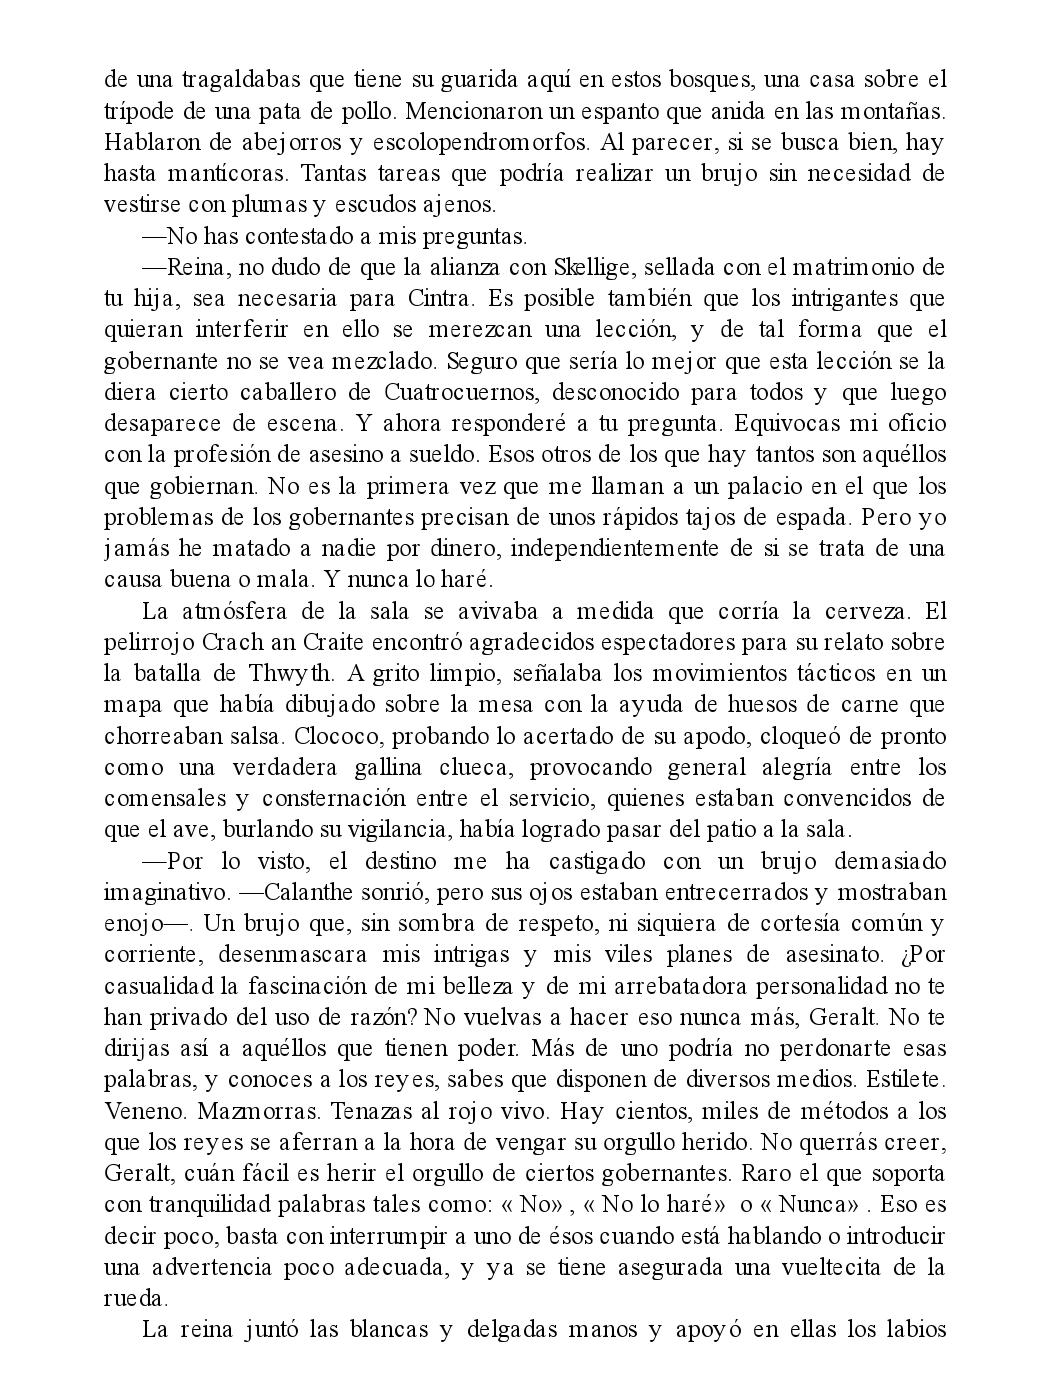 de una tragaldabas que tiene su guarida aquí en estos bosques, una casa sobre el
trípode de una pata de pollo. Mencionaron un espanto que anida en las montañas.
Hablaron de abejorros y escolopendromorfos. Al parecer, si se busca bien, hay
hasta mantícoras. Tantas tareas que podría realizar un brujo sin necesidad de
vestirse con plumas y escudos ajenos.
—No has contestado a mis preguntas.
—Reina, no dudo de que la alianza con Skellige, sellada con el matrimonio de
tu hija, sea necesaria para Cintra. Es posible también que los intrigantes que
quieran interferir en ello se merezcan una lección, y de tal forma que el
gobernante no se vea mezclado. Seguro que sería lo mejor que esta lección se la
diera cierto caballero de Cuatrocuernos, desconocido para todos y que luego
desaparece de escena. Y ahora responderé a tu pregunta. Equivocas mi oficio
con la profesión de asesino a sueldo. Esos otros de los que hay tantos son aquéllos
que gobiernan. No es la primera vez que me llaman a un palacio en el que los
problemas de los gobernantes precisan de unos rápidos tajos de espada. Pero yo
jamás he matado a nadie por dinero, independientemente de si se trata de una
causa buena o mala. Y nunca lo haré.
La atmósfera de la sala se avivaba a medida que corría la cerveza. El
pelirrojo Crach an Craite encontró agradecidos espectadores para su relato sobre
la batalla de Thwyth. A grito limpio, señalaba los movimientos tácticos en un
mapa que había dibujado sobre la mesa con la ayuda de huesos de carne que
chorreaban salsa. Clococo, probando lo acertado de su apodo, cloqueó de pronto
como una verdadera gallina clueca, provocando general alegría entre los
comensales y consternación entre el servicio, quienes estaban convencidos de
que el ave, burlando su vigilancia, había logrado pasar del patio a la sala.
—Por lo visto, el destino me ha castigado con un brujo demasiado
imaginativo. —Calanthe sonrió, pero sus ojos estaban entrecerrados y mostraban
enojo—. Un brujo que, sin sombra de respeto, ni siquiera de cortesía común y
corriente, desenmascara mis intrigas y mis viles planes de asesinato. ¿Por
casualidad la fascinación de mi belleza y de mi arrebatadora personalidad no te
han privado del uso de razón? No vuelvas a hacer eso nunca más, Geralt. No te
dirijas así a aquéllos que tienen poder. Más de uno podría no perdonarte esas
palabras, y conoces a los reyes, sabes que disponen de diversos medios. Estilete.
Veneno. Mazmorras. Tenazas al rojo vivo. Hay cientos, miles de métodos a los
que los reyes se aferran a la hora de vengar su orgullo herido. No querrás creer,
Geralt, cuán fácil es herir el orgullo de ciertos gobernantes. Raro el que soporta
con tranquilidad palabras tales como: « No» , « No lo haré»  o « Nunca» . Eso es
decir poco, basta con interrumpir a uno de ésos cuando está hablando o introducir
una advertencia poco adecuada, y ya se tiene asegurada una vueltecita de la
rueda.
La reina juntó las blancas y delgadas manos y apoyó en ellas los labios